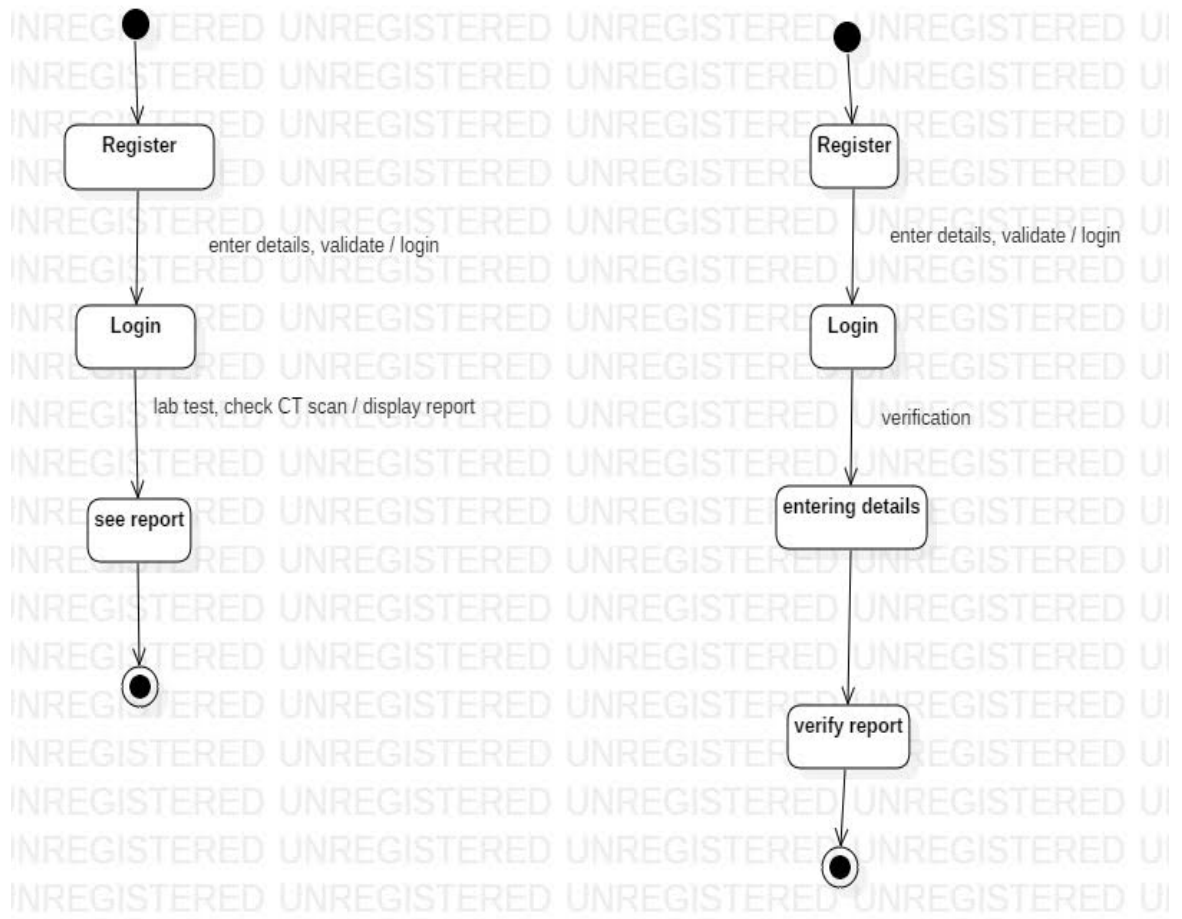 Register
enter details, validate / login
Login
lab test, check CT scan / display report
see report
Register
enter details, validate / login
Login
verification
entering details
verify report
UNREGISTERED